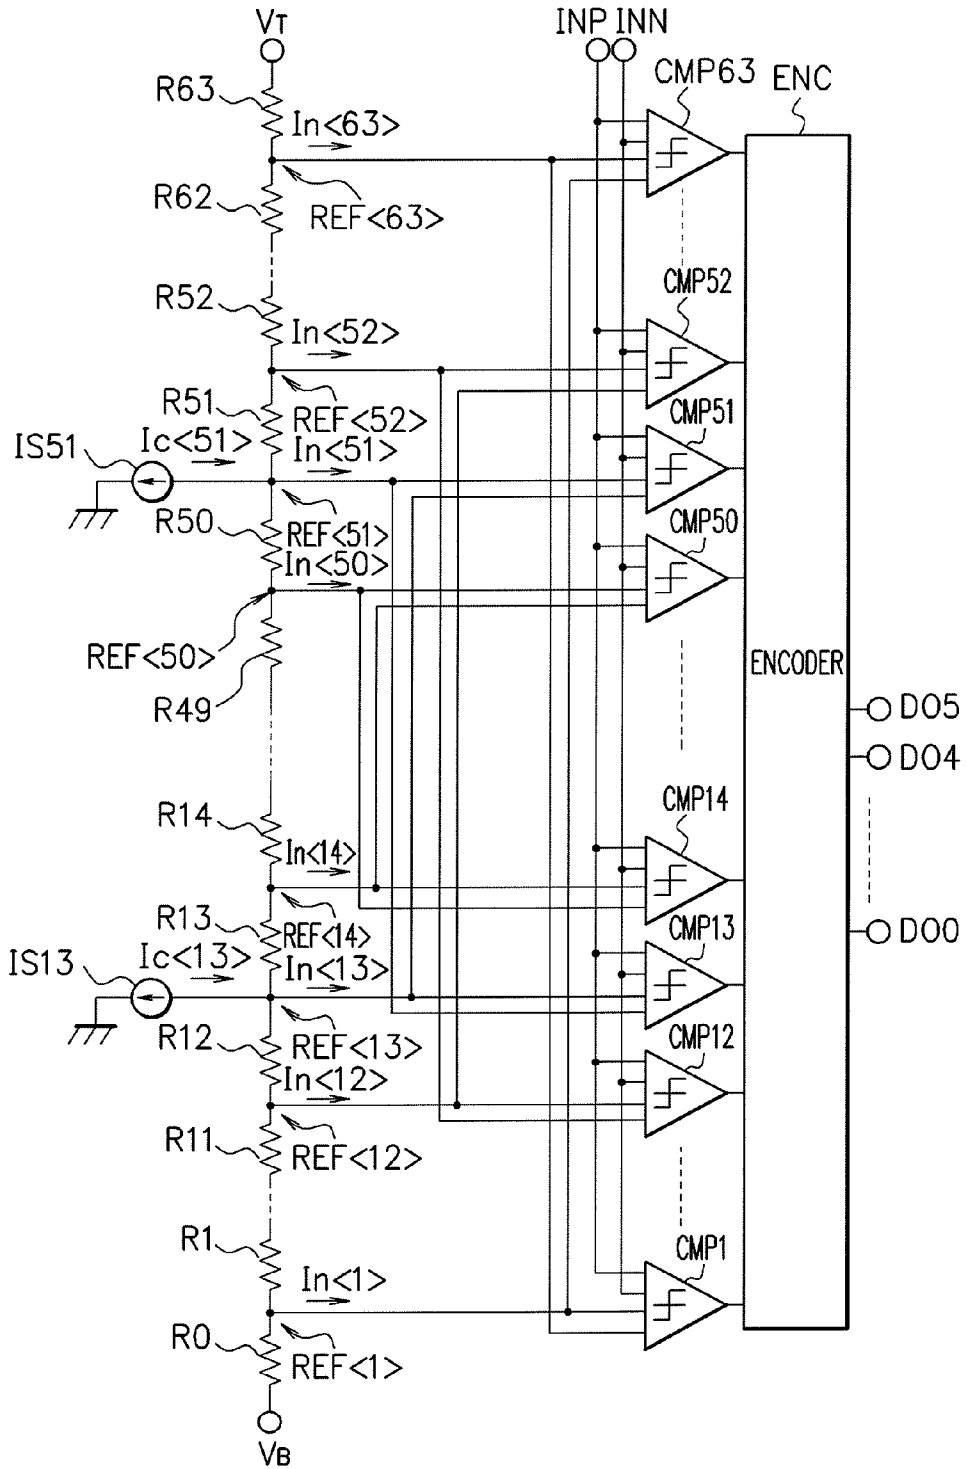 VT
INP INN
CMP63
ENC
R63
In<63>
R62
REF<63>
CMP52
R52
In<52>
R51
REF<52>
CMP51
Ic<51>
In<51>
IS51
R50
REF<51>
CMP50
In<50>
REF<50>
R49
ENCODER
DO5
DO4
CMP14
R14
In<14>
R13
REF<14>
CMP13
DO0
Ic<13>
In<13>
IS13
R12
REF<13>
CMP12
In<12>
R11
REF<12>
R1
CMP1
In<1>
R0
REF<1>
VB